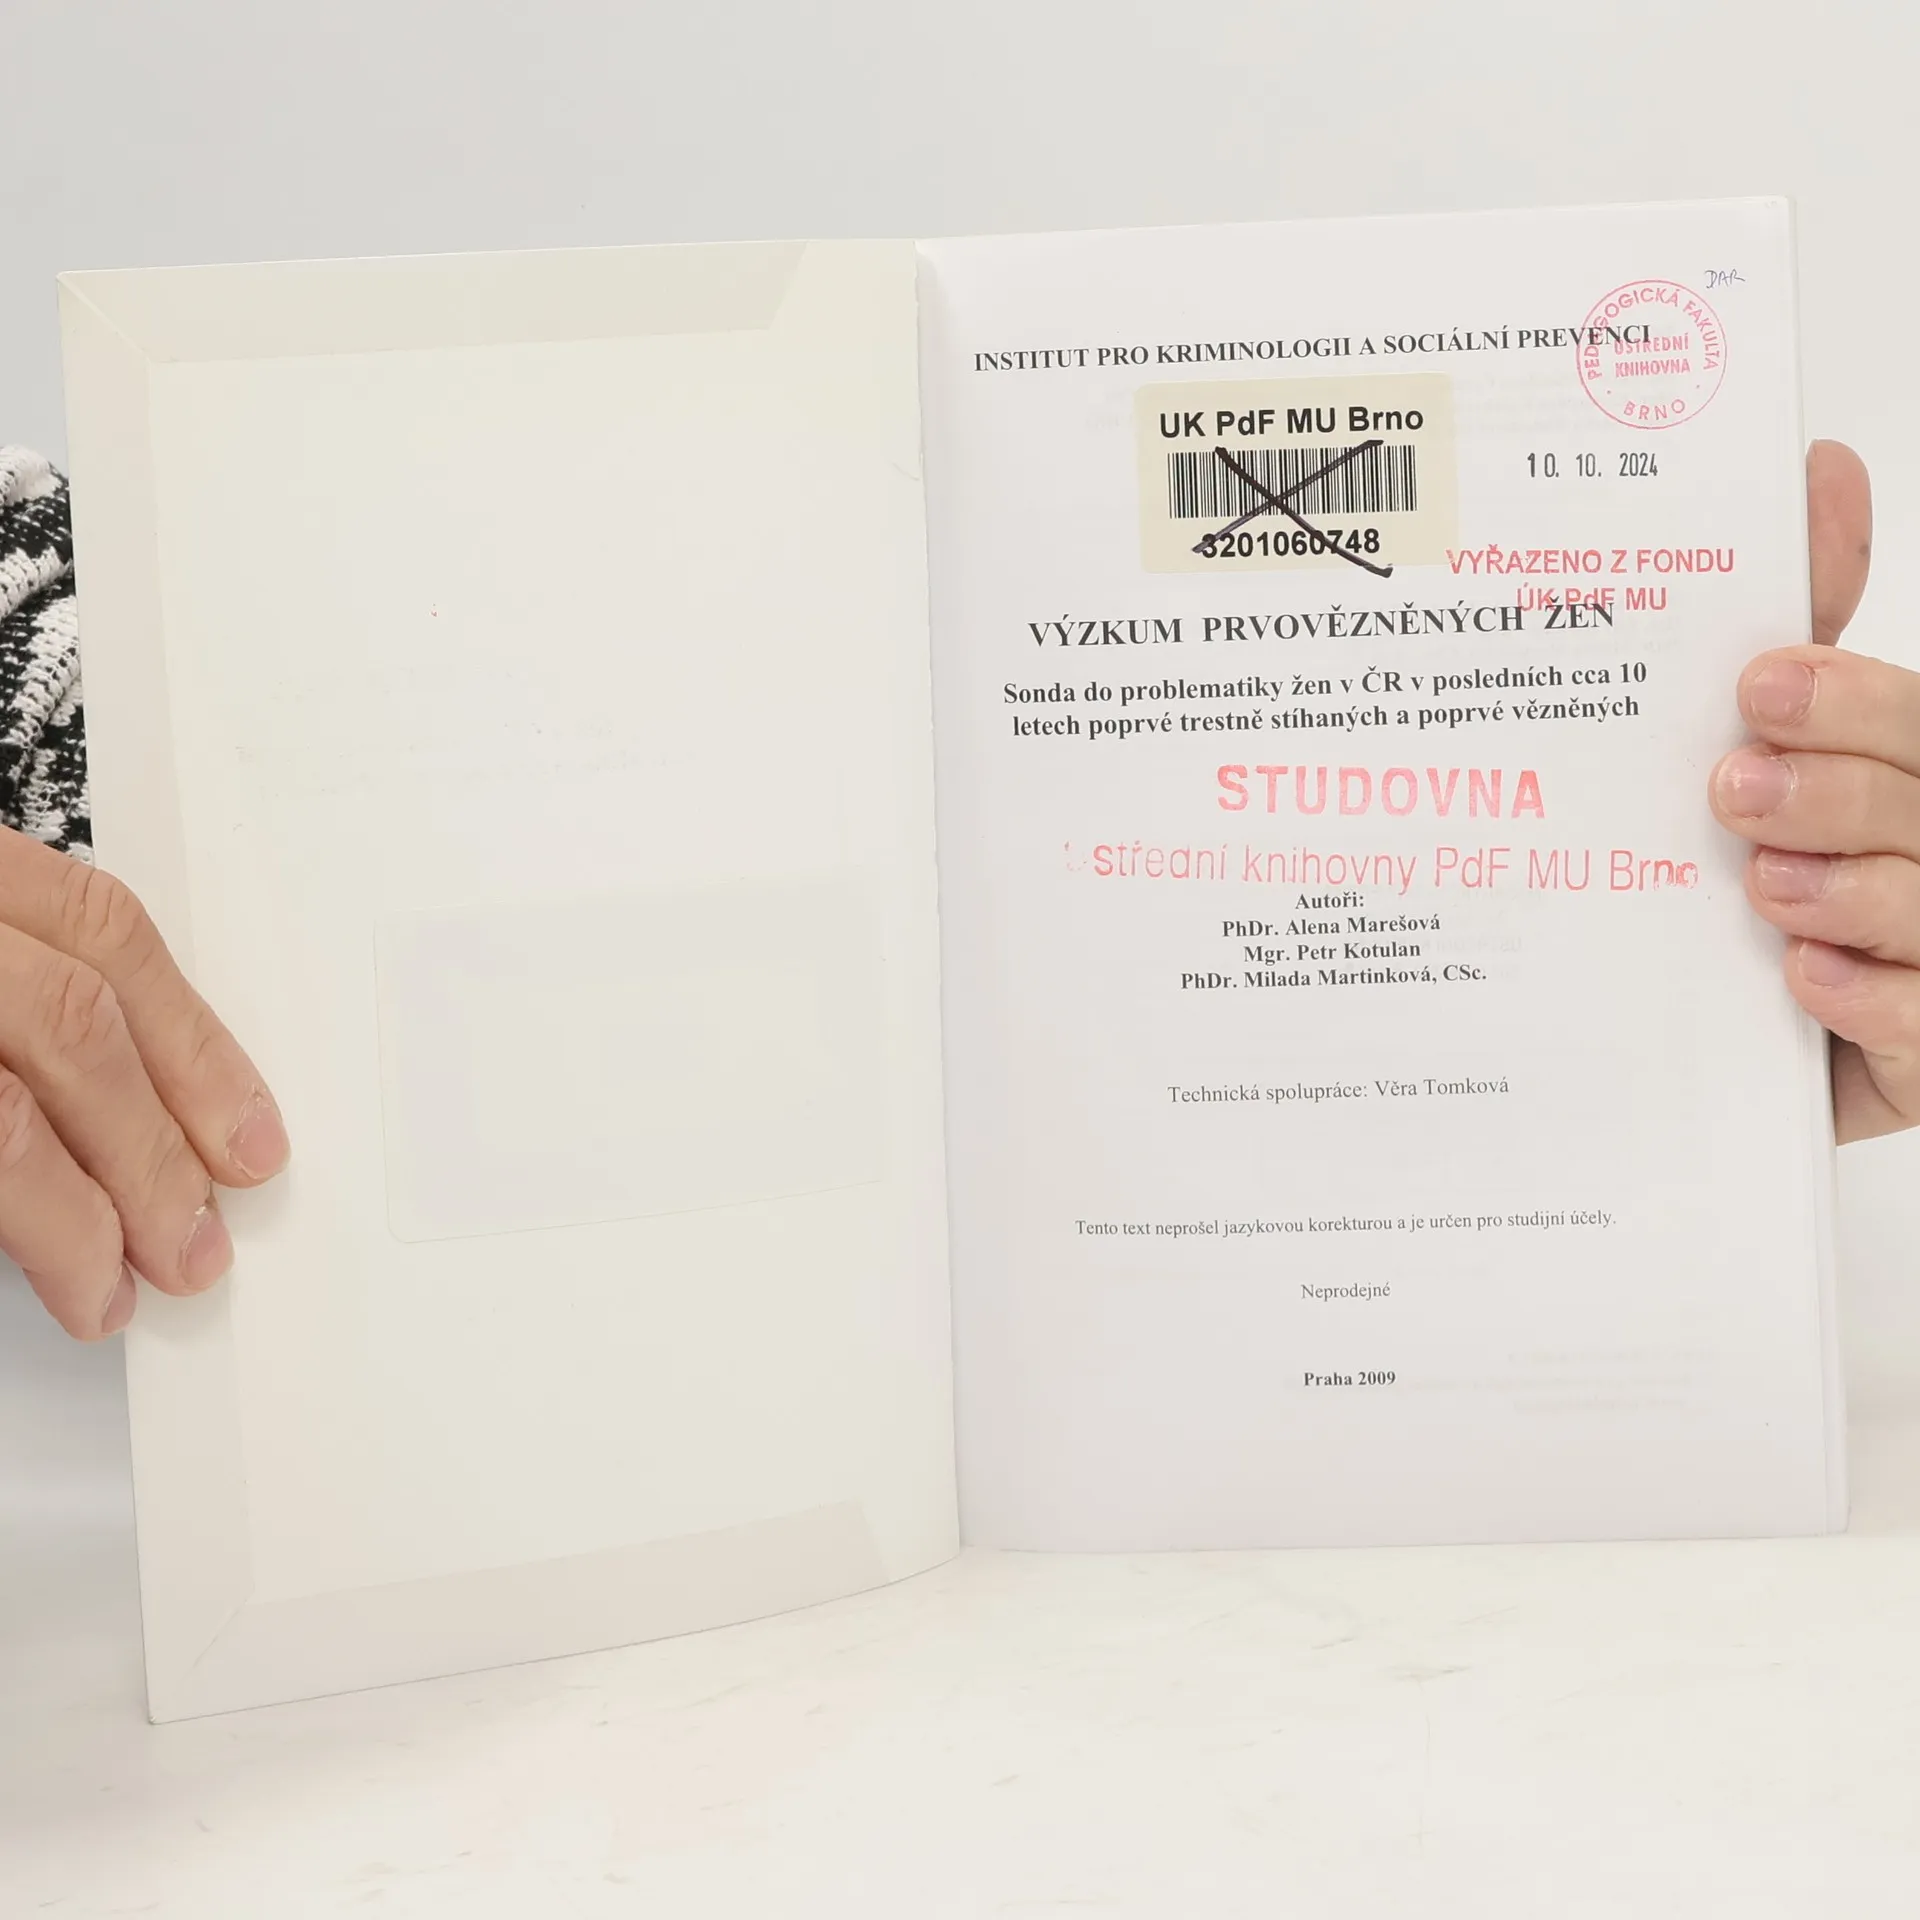 DAR
INSTITUT PRO KRIMINOLOGII A SOCIÁLNÍ PREVENCI
PEDAGOGICKÁ FAKULTA
ÚSTŘEDNÍ
KNIHOVNA
· BRNO ·
UK PdF MU Brno
3201060748
10. 10. 2024
VYŘAZENO Z FONDU
ÚK PdF MU
VÝZKUM PRVOVĚZNĚNÝCH ŽEN
Sonda do problematiky žen v ČR v posledních cca 10
letech poprvé trestně stíhaných a poprvé vězněných
STUDOVNA
Ústřední knihovny PdF MU Brno
Autoři:
PhDr. Alena Marešová
Mgr. Petr Kotulan
PhDr. Milada Martinková, CSc.
Technická spolupráce: Věra Tomková
Tento text neprošel jazykovou korekturou a je určen pro studijní účely.
Neprodejné
Praha 2009